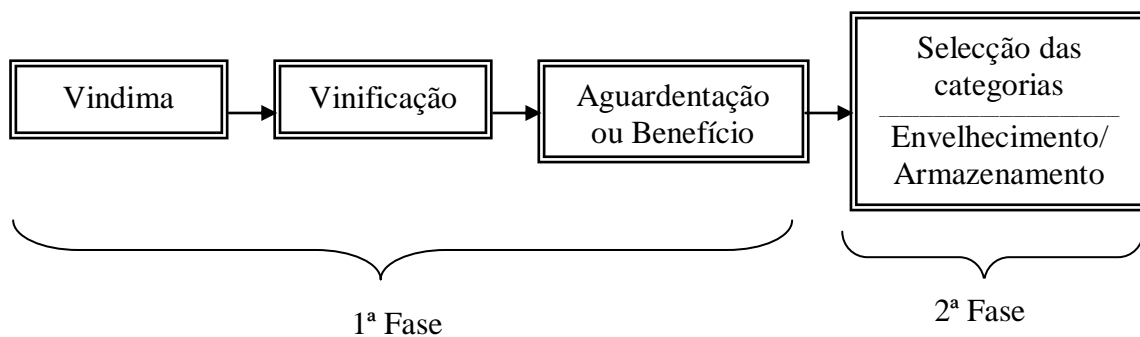 Vindima
Vinificação
Aguardentação
ou Benefício
Selecção das
categorias
Envelhecimento/
Armazenamento
1ª Fase
2ª Fase